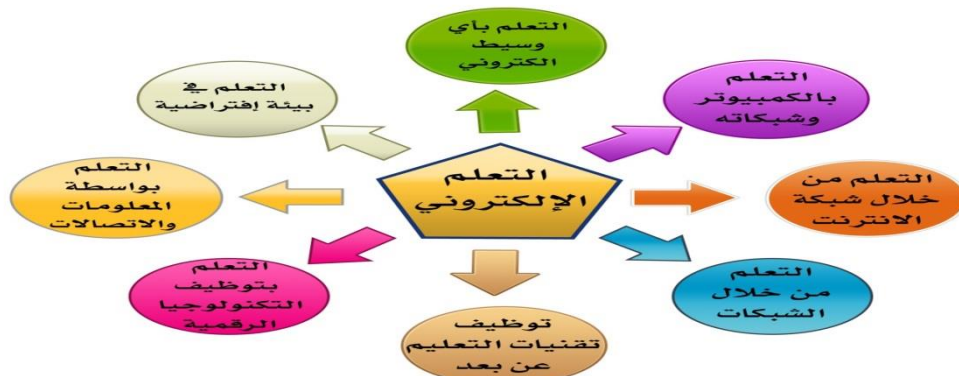 التعلم بأي
وسيط
الكتروني
التعلم
بالكمبيوتر
وشبكاته
التعلم في
بيئة إفتراضية
التعلم
الإلكتروني
التعلم من
خلال شبكة
الانترنت
التعلم
بواسطة
المعلومات
والاتصالات
التعلم
من خلال
الشبكات
التعلم
بتوظيف
التكنولوجيا
الرقمية
توظيف
تقنيات التعليم
عن بعد